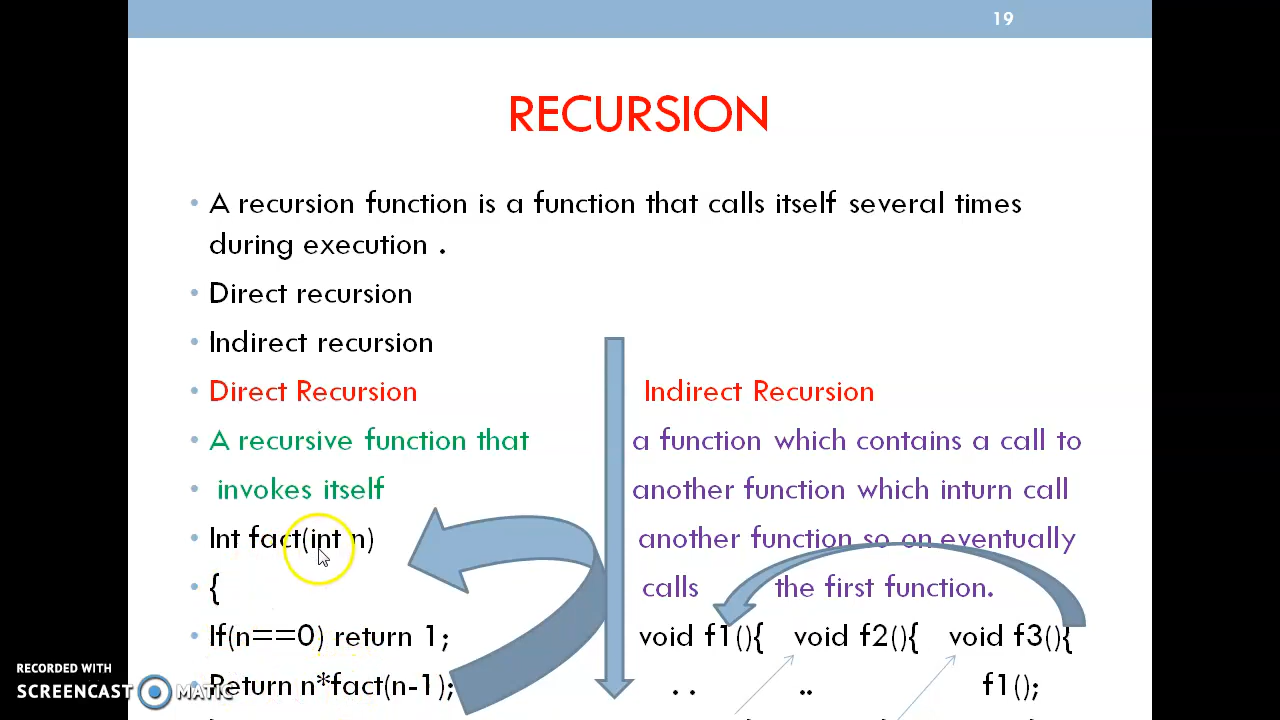 19
RECURSION
• A recursion function is a function that calls itself several times
during execution .
• Direct recursion
• Indirect recursion
• Direct Recursion
• A recursive function that
• invokes itself
• Int fact(int n)
• {
• If(n==0) return 1;
• Return n*fact(n-1);
Indirect Recursion
a function which contains a call to
another function which inturn call
another function so on eventually
calls the first function.
void f1(){ void f2(){ void f3(){
. . .. f1();
RECORDED WITH
SCREENCAST MATIC